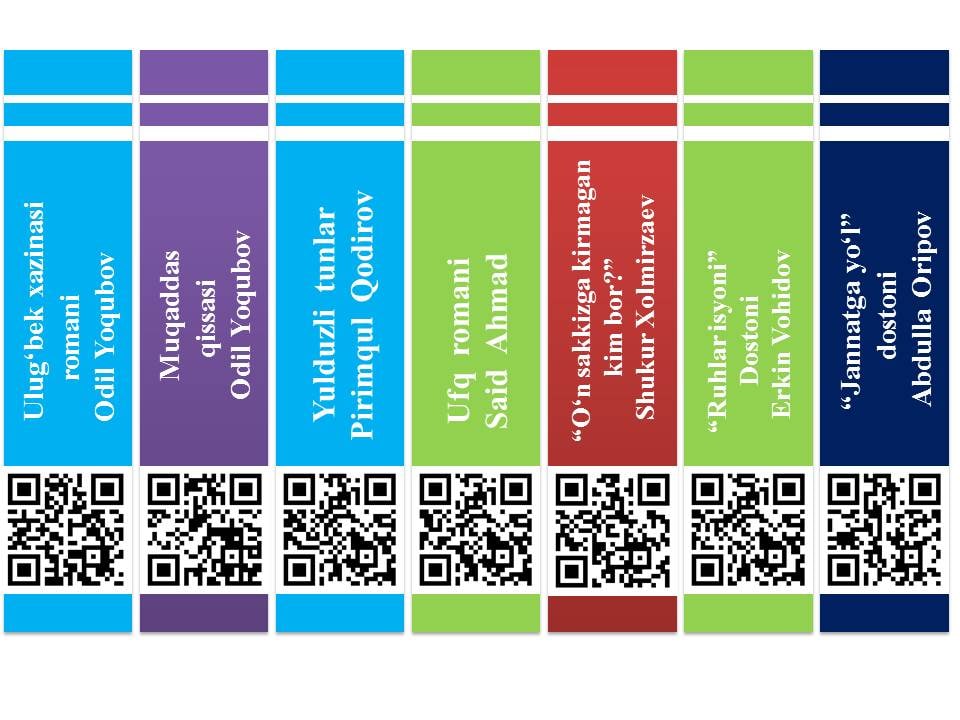 Ulug‘bek xazinasi
romani
Odil Yoqubov
Muqaddas
qissasi
Odil Yoqubov
Yulduzli tunlar
Pirimqul Qodirov
Ufq romani
Said Ahmad
“O‘n sakkizga kirmagan
kim bor?”
Shukur Xolmirzaev
“Ruhlar isyoni”
Dostoni
Erkin Vohidov
“Jannatga yo‘l”
dostoni
Abdulla Oripov